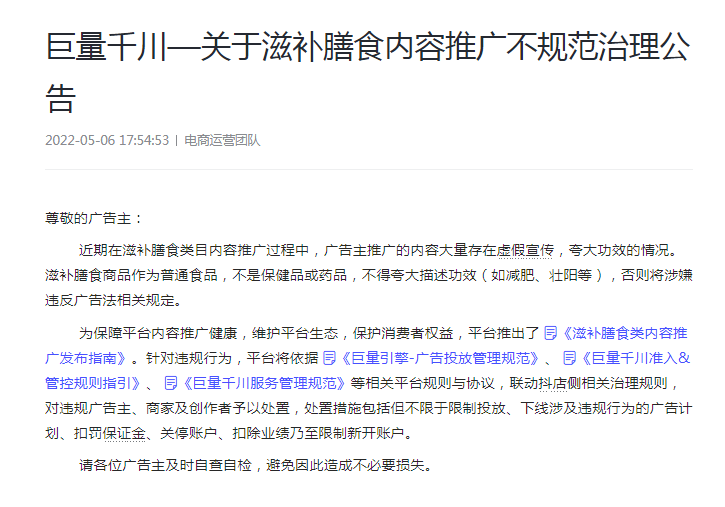 巨量千川—关于滋补膳食内容推广不规范治理公
告
2022-05-06 17:54:53 | 电商运营团队
尊敬的广告主：
近期在滋补膳食类目内容推广过程中，广告主推广的内容大量存在虚假宣传，夸大功效的情况。
滋补膳食商品作为普通食品，不是保健品或药品，不得夸大描述功效（如减肥、壮阳等），否则将涉嫌
违反广告法相关规定。
为保障平台内容推广健康，维护平台生态，保护消费者权益，平台推出了《滋补膳食类内容推
广发布指南》。针对违规行为，平台将依据《巨量引擎-广告投放管理规范》、《巨量千川准入&
管控规则指引》、《巨量千川服务管理规范》等相关平台规则与协议，联动抖店侧相关治理规则，
对违规广告主、商家及创作者予以处置，处置措施包括但不限于限制投放、下线涉及违规行为的广告计
划、扣罚保证金、关停账户、扣除业绩乃至限制新开账户。
请各位广告主及时自查自检，避免因此造成不必要损失。